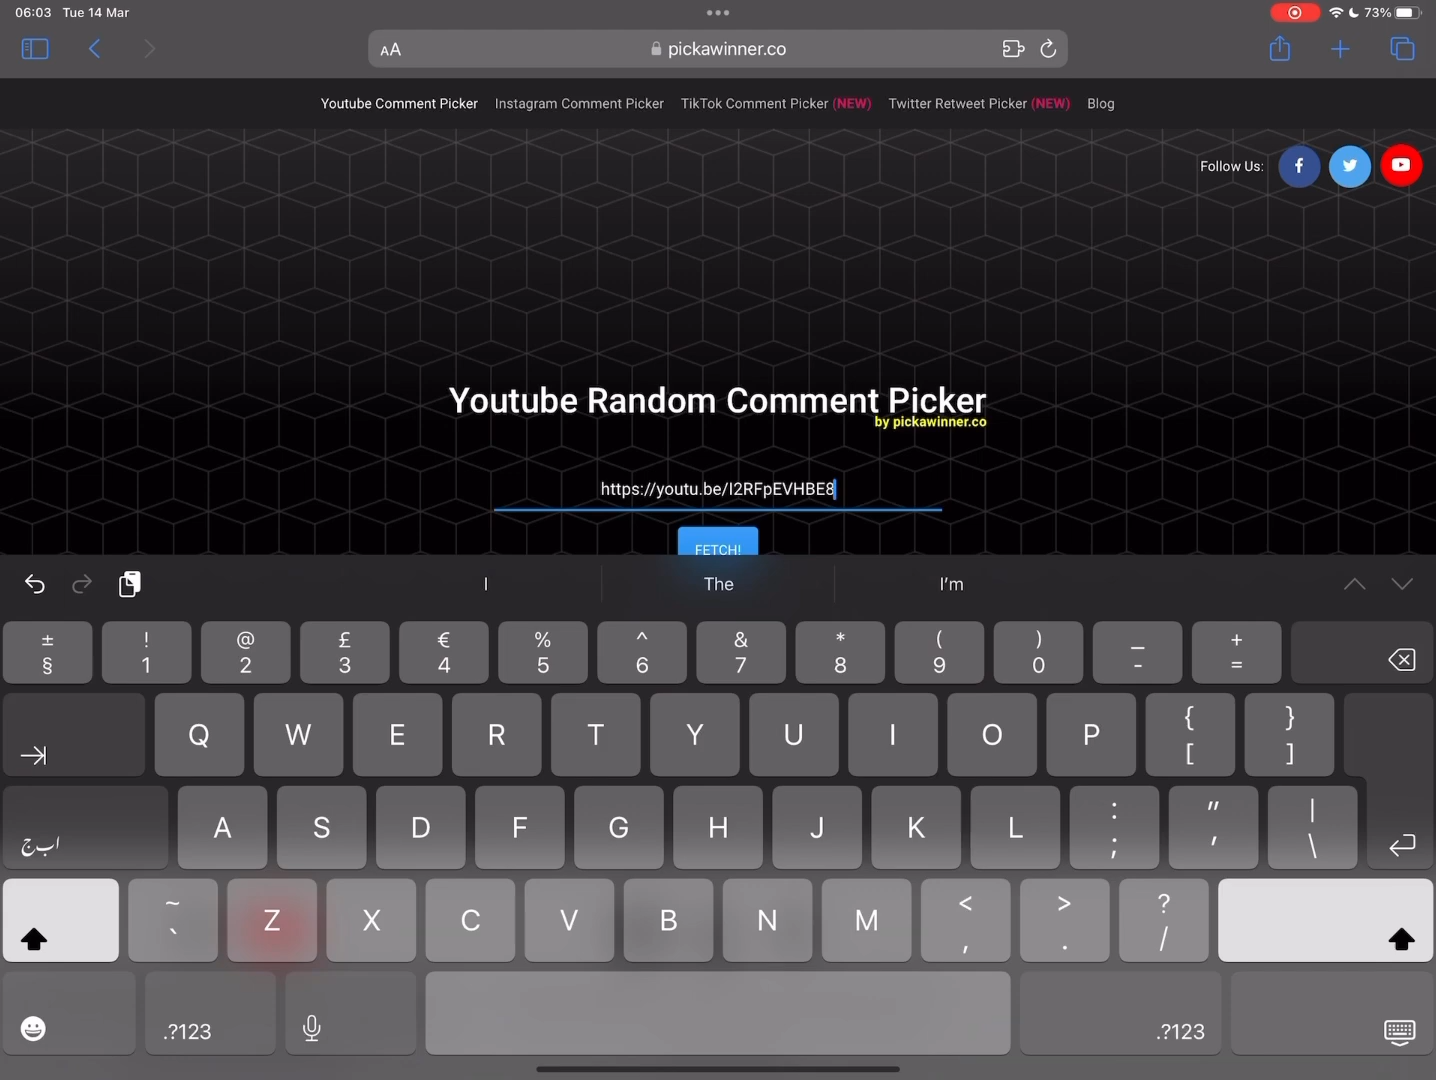 06:03 Tue 14 Mar
73%
AA pickawinner.co
Youtube Comment Picker Instagram Comment Picker TikTok Comment Picker (NEW) Twitter Retweet Picker (NEW) Blog
Follow Us:
Youtube Random Comment Picker
by pickawinner.co
https://youtu.be/I2RFpEVHBE8
FETCH!
I The I'm
± ! @ £ € % ^ & * ( ) _ +
§ 1 2 3 4 5 6 7 8 9 0 - =
Q W E R T Y U I O P { }
[ ]
A S D F G H J K L : " |
ا ب ج ; ' \
~ Z X C V B N M < > ?
` , . /
.?123 .?123